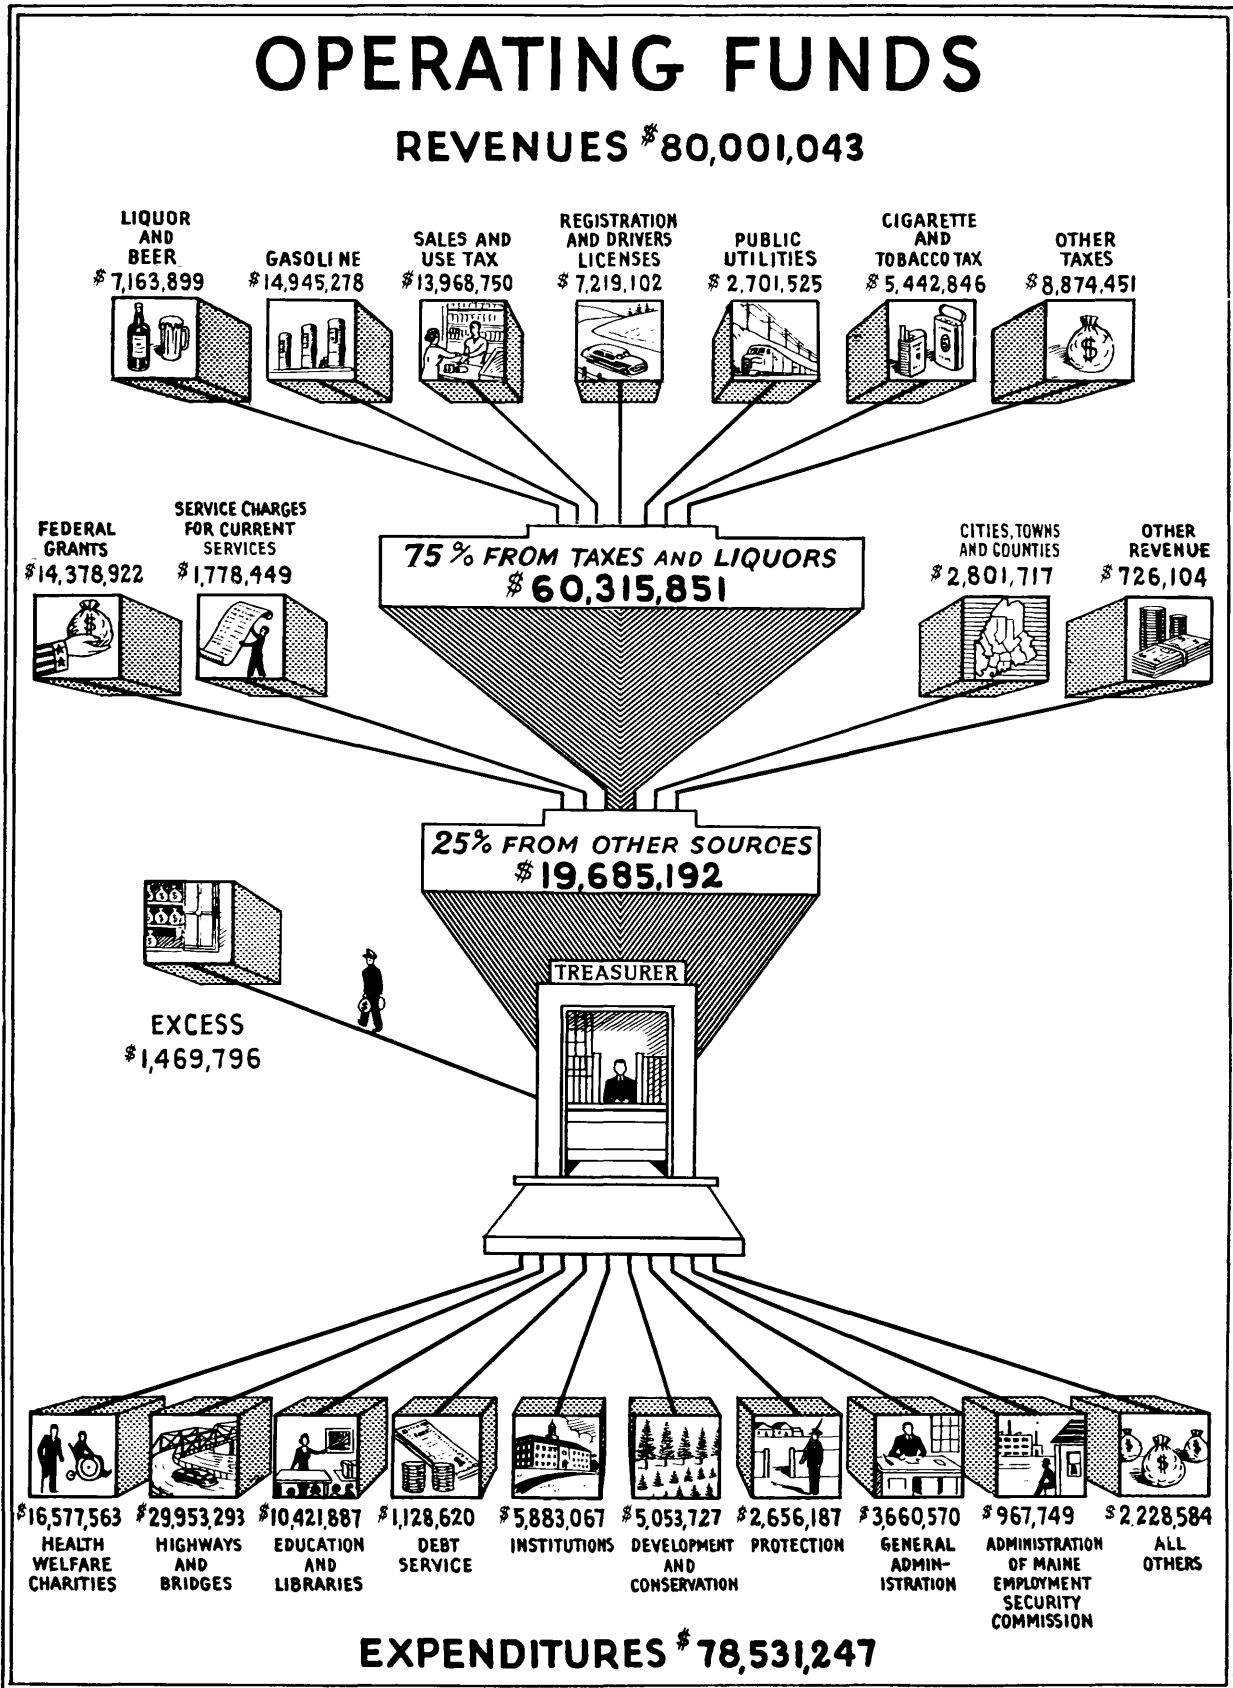 OPERATING FUNDS
REVENUES $80,001,043
LIQUOR
AND
BEER
$7,163,899
GASOLINE
$14,945,278
SALES AND
USE TAX
$13,968,750
REGISTRATION
AND DRIVERS
LICENSES
$7,219,102
PUBLIC
UTILITIES
$2,701,525
CIGARETTE
AND
TOBACCO TAX
$5,442,846
OTHER
TAXES
$8,874,451
$
75% FROM TAXES AND LIQUORS
$60,315,851
FEDERAL
GRANTS
$14,378,922
$
SERVICE CHARGES
FOR CURRENT
SERVICES
$1,778,449
CITIES, TOWNS
AND COUNTIES
$2,801,717
OTHER
REVENUE
$726,104
25% FROM OTHER SOURCES
$19,685,192
TREASURER
EXCESS
$1,469,796
$16,577,563
HEALTH
WELFARE
CHARITIES
$29,953,293
HIGHWAYS
AND
BRIDGES
$10,421,887
EDUCATION
AND
LIBRARIES
$1,128,620
DEBT
SERVICE
$5,883,067
INSTITUTIONS
$5,053,727
DEVELOPMENT
AND
CONSERVATION
$2,656,187
PROTECTION
$3,660,570
GENERAL
ADMIN-
ISTRATION
$967,749
ADMINISTRATION
OF MAINE
EMPLOYMENT
SECURITY
COMMISSION
$ $ $
$2,228,584
ALL
OTHERS
EXPENDITURES $78,531,247